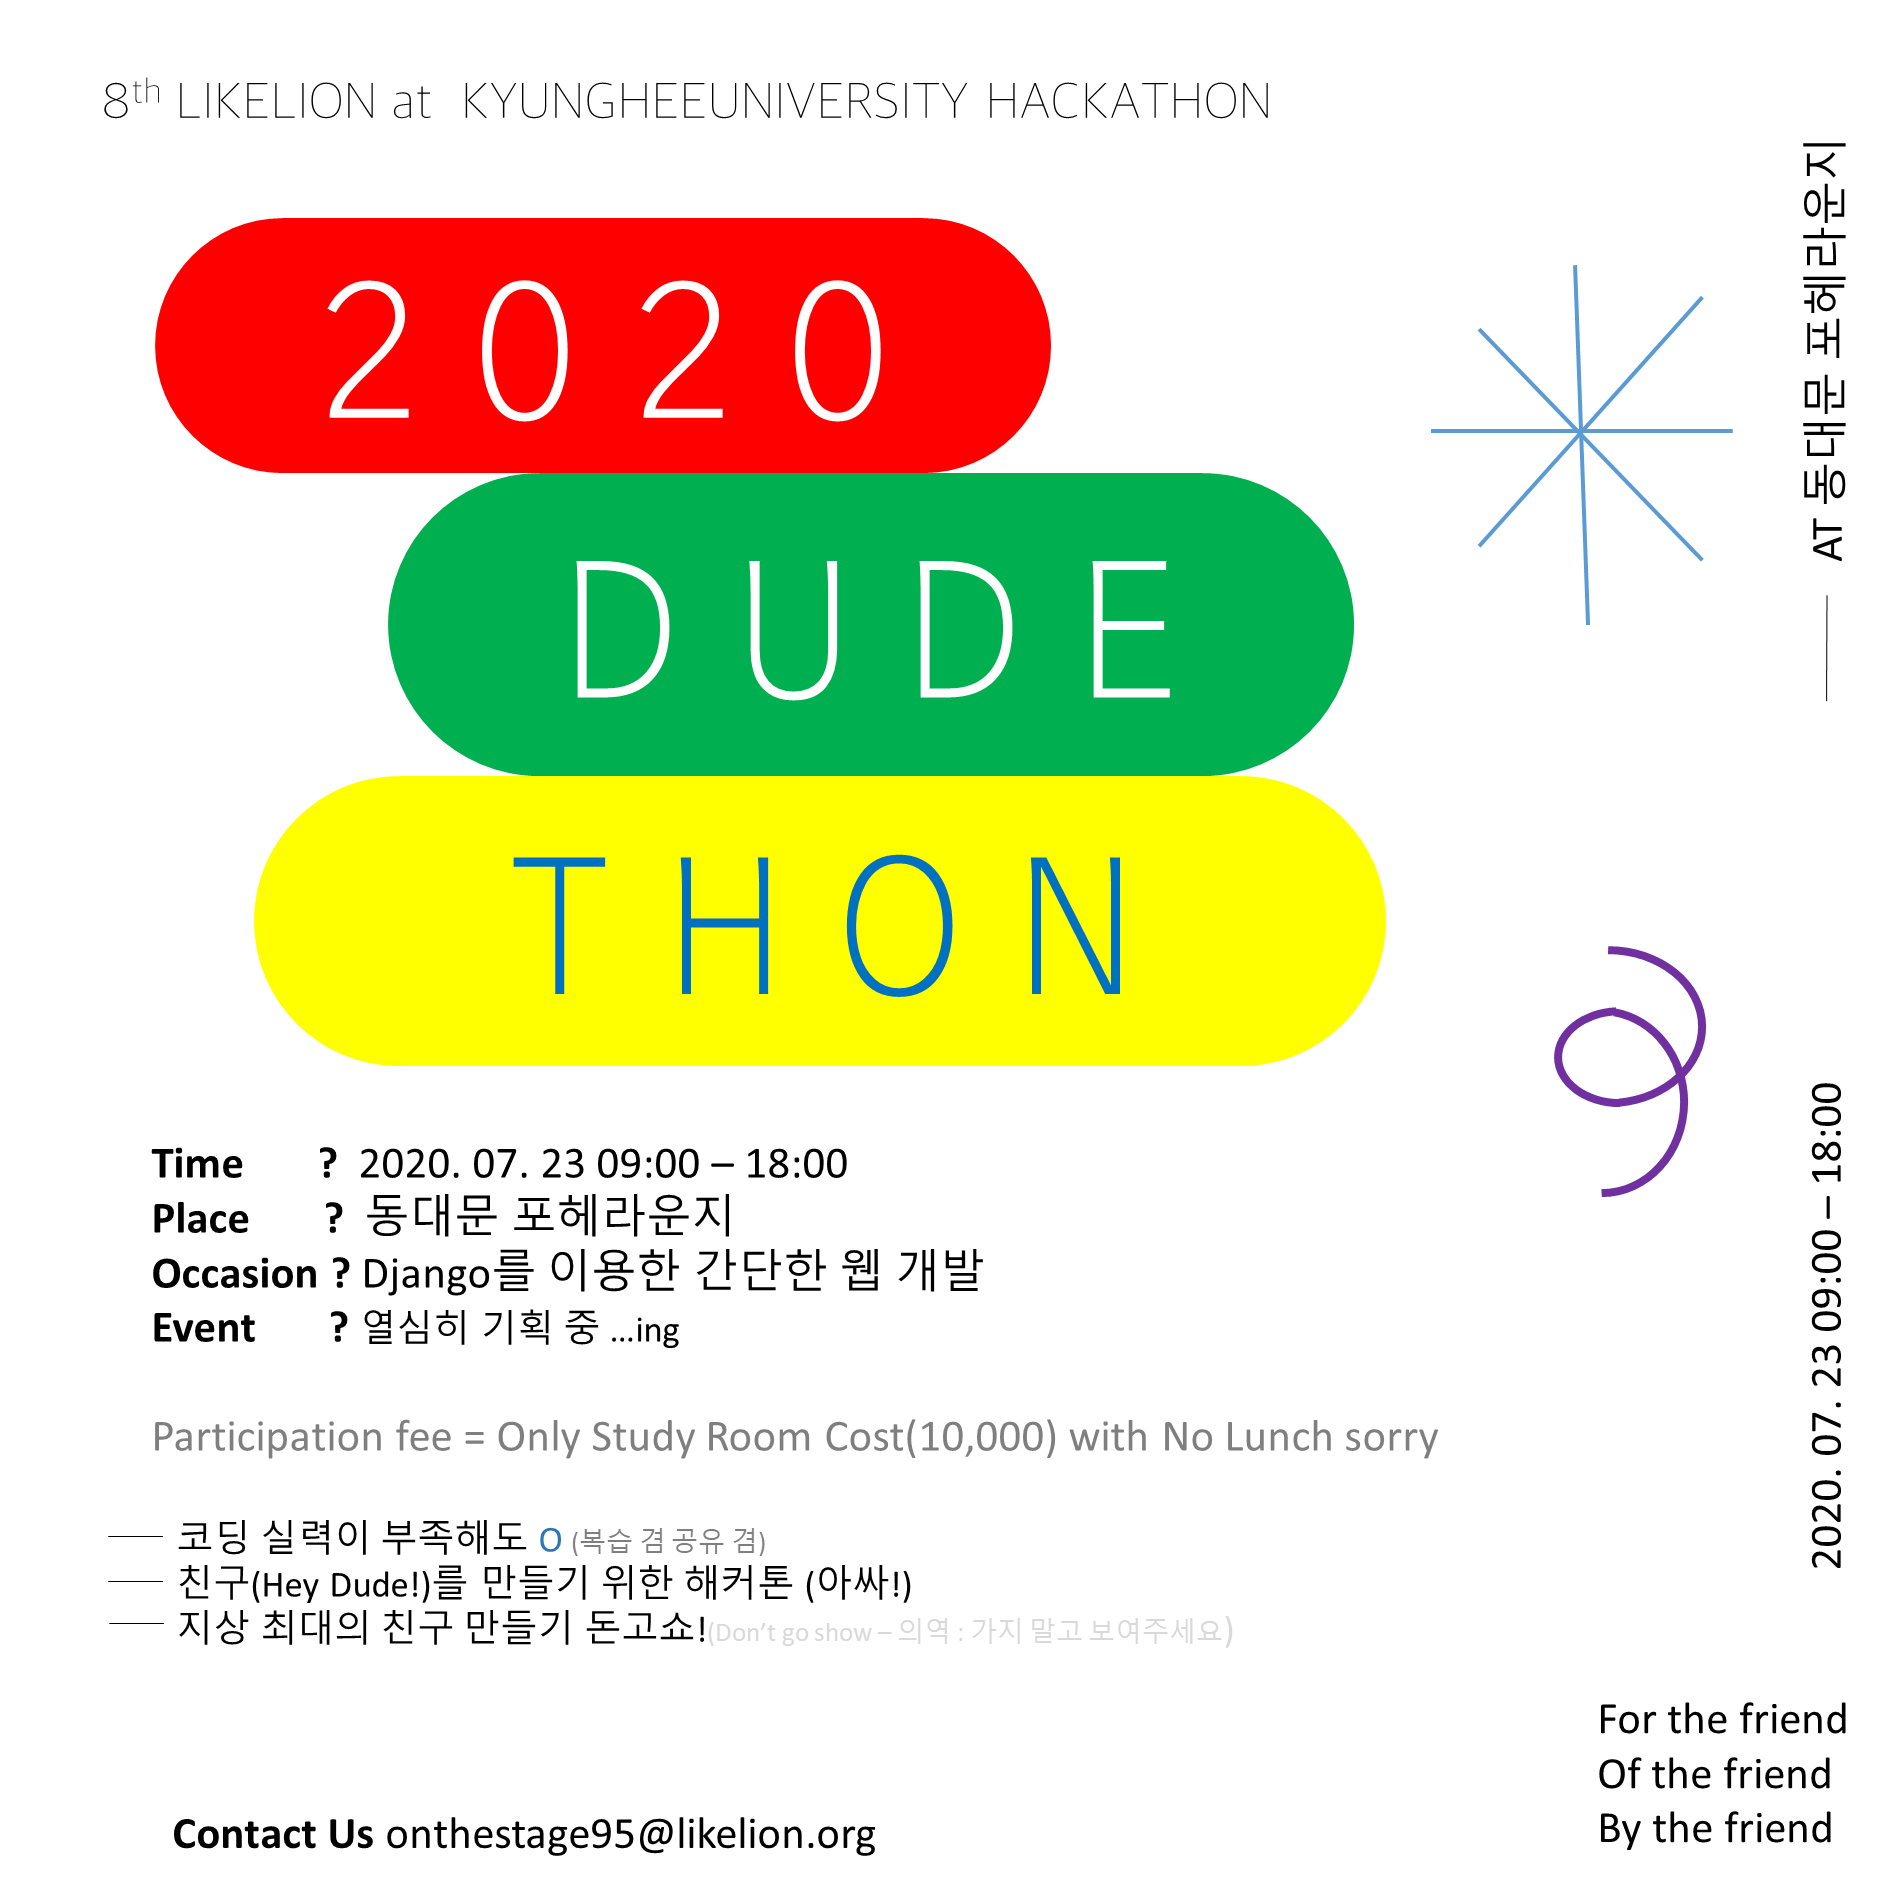 8th LIKELION at KYUNGHEEUNIVERSITY HACKATHON
AT 동대문 포헤라운지
2020
DUDE
THON
2020. 07. 23 09:00 – 18:00
Time ? 2020. 07. 23 09:00 – 18:00
Place ? 동대문 포헤라운지
Occasion ? Django를 이용한 간단한 웹 개발
Event ? 열심히 기획 중 ...ing
Participation fee = Only Study Room Cost(10,000) with No Lunch sorry
코딩 실력이 부족해도 O (복습 겸 공유 겸)
친구(Hey Dude!)를 만들기 위한 해커톤 (아싸!)
지상 최대의 친구 만들기 돈고쇼!(Don't go show – 의역 : 가지 말고 보여주세요)
For the friend
Of the friend
By the friend
Contact Us onthestage95@likelion.org